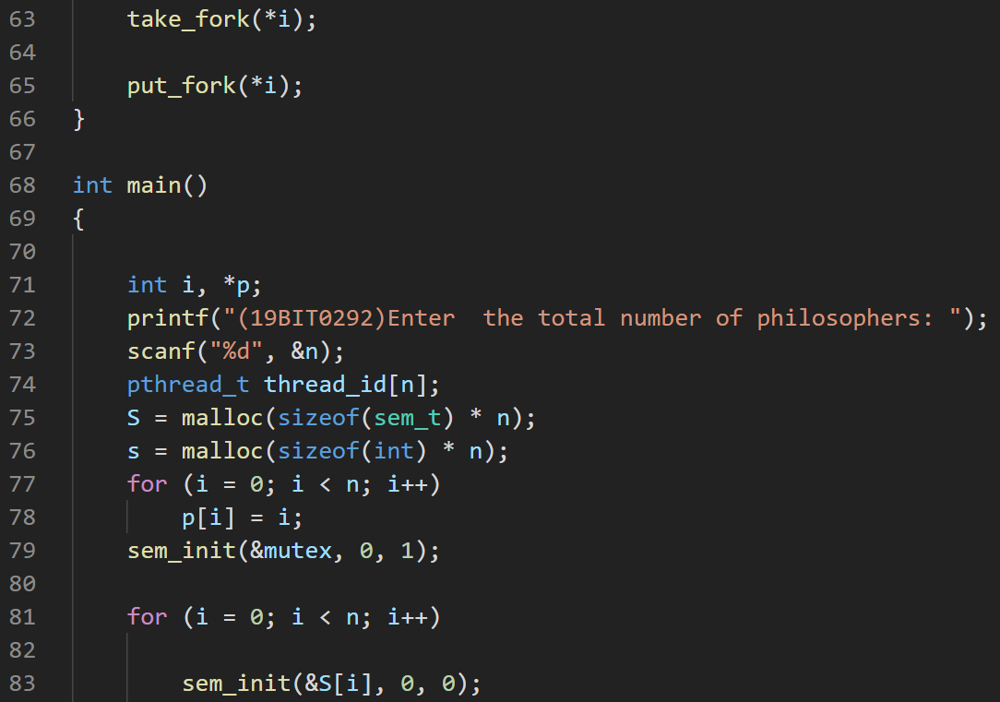 63 take_fork(*i);
64
65 put_fork(*i);
66 }
67
68 int main()
69 {
70
71 int i, *p;
72 printf("(19BIT0292)Enter  the total number of philosophers: ");
73 scanf("%d", &n);
74 pthread_t thread_id[n];
75 S = malloc(sizeof(sem_t) * n);
76 s = malloc(sizeof(int) * n);
77 for (i = 0; i < n; i++)
78 p[i] = i;
79 sem_init(&mutex, 0, 1);
80
81 for (i = 0; i < n; i++)
82
83 sem_init(&S[i], 0, 0);